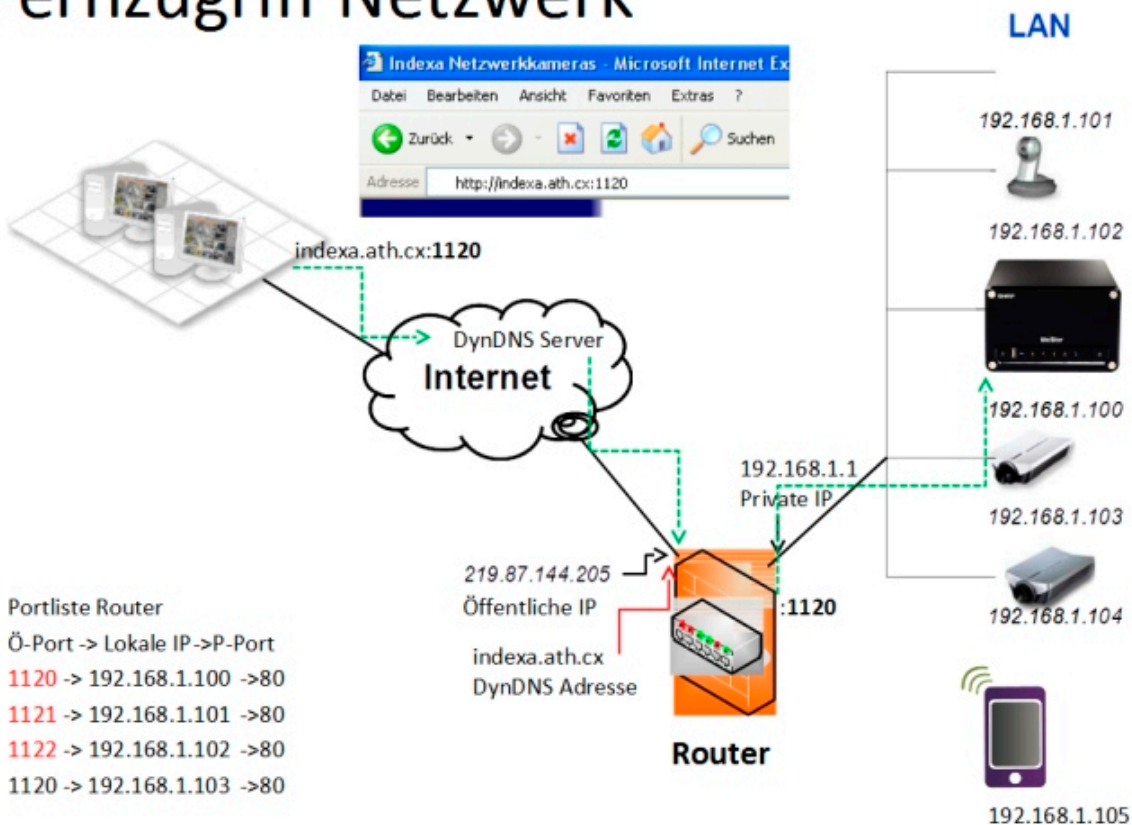 ernzugriff Netzwerk
LAN
Indexa Netzwerkkameras - Microsoft Internet Ex
Datei Bearbeiten Ansicht Favoriten Extras ?
Zurück Suchen
Adresse http://indexa.ath.cx:1120
192.168.1.101
192.168.1.102
indexa.ath.cx:1120
DynDNS Server
Internet
192.168.1.100
192.168.1.1
Private IP
192.168.1.103
219.87.144.205
Öffentliche IP
:1120
192.168.1.104
indexa.ath.cx
DynDNS Adresse
Router
Portliste Router
Ö-Port -> Lokale IP->P-Port
1120 -> 192.168.1.100 ->80
1121 -> 192.168.1.101 ->80
1122 -> 192.168.1.102 ->80
1120 -> 192.168.1.103 ->80
192.168.1.105